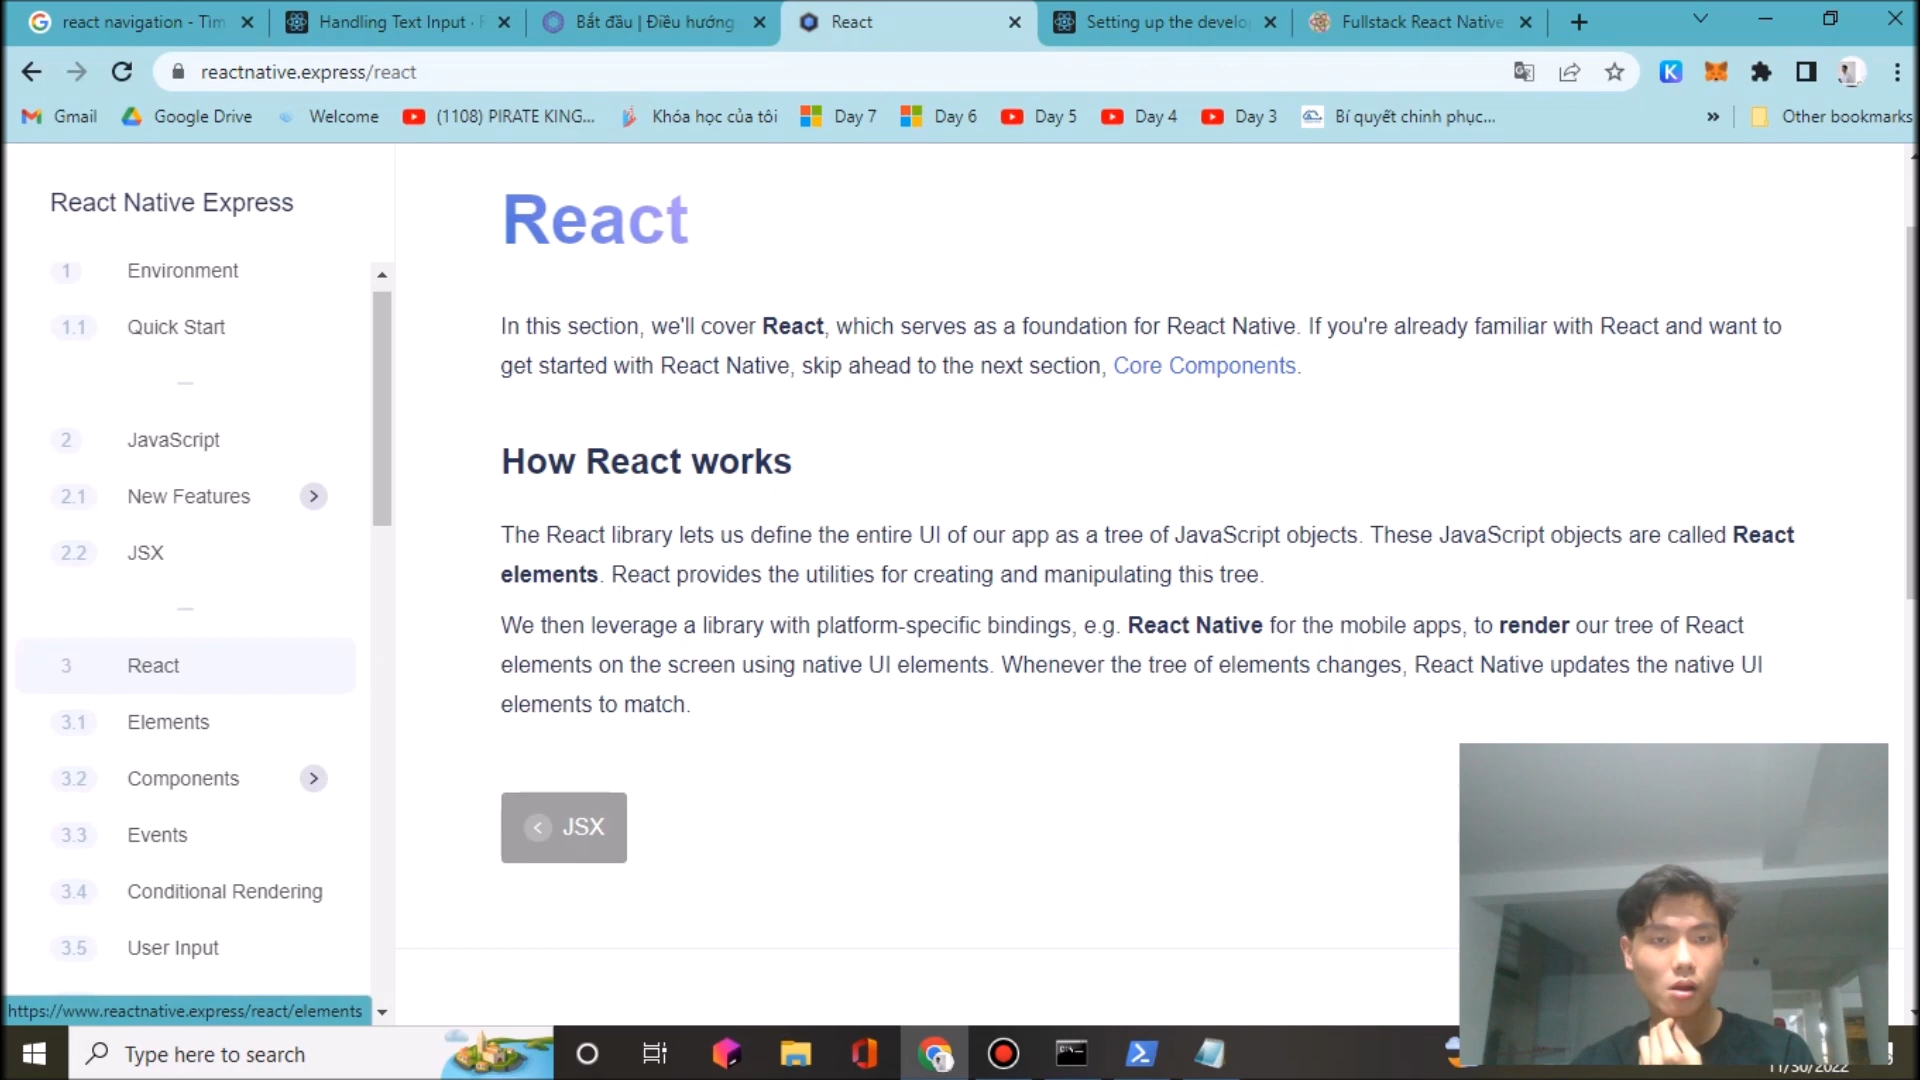 react navigation - Tìm
Handling Text Input ·
Bắt đầu | Điều hướng
React
Setting up the develo
Fullstack React Native
reactnative.express/react
Gmail
Google Drive
Welcome
(1108) PIRATE KING...
Khóa học của tôi
Day 7
Day 6
Day 5
Day 4
Day 3
Bí quyết chinh phục...
»
Other bookmarks
React Native Express
1 Environment
1.1 Quick Start
2 JavaScript
2.1 New Features
2.2 JSX
3 React
3.1 Elements
3.2 Components
3.3 Events
3.4 Conditional Rendering
3.5 User Input
https://www.reactnative.express/react/elements
React
In this section, we'll cover React, which serves as a foundation for React Native. If you're already familiar with React and want to
get started with React Native, skip ahead to the next section, Core Components.
How React works
The React library lets us define the entire UI of our app as a tree of JavaScript objects. These JavaScript objects are called React
elements. React provides the utilities for creating and manipulating this tree.
We then leverage a library with platform-specific bindings, e.g. React Native for the mobile apps, to render our tree of React
elements on the screen using native UI elements. Whenever the tree of elements changes, React Native updates the native UI
elements to match.
JSX
Type here to search
11/30/2022